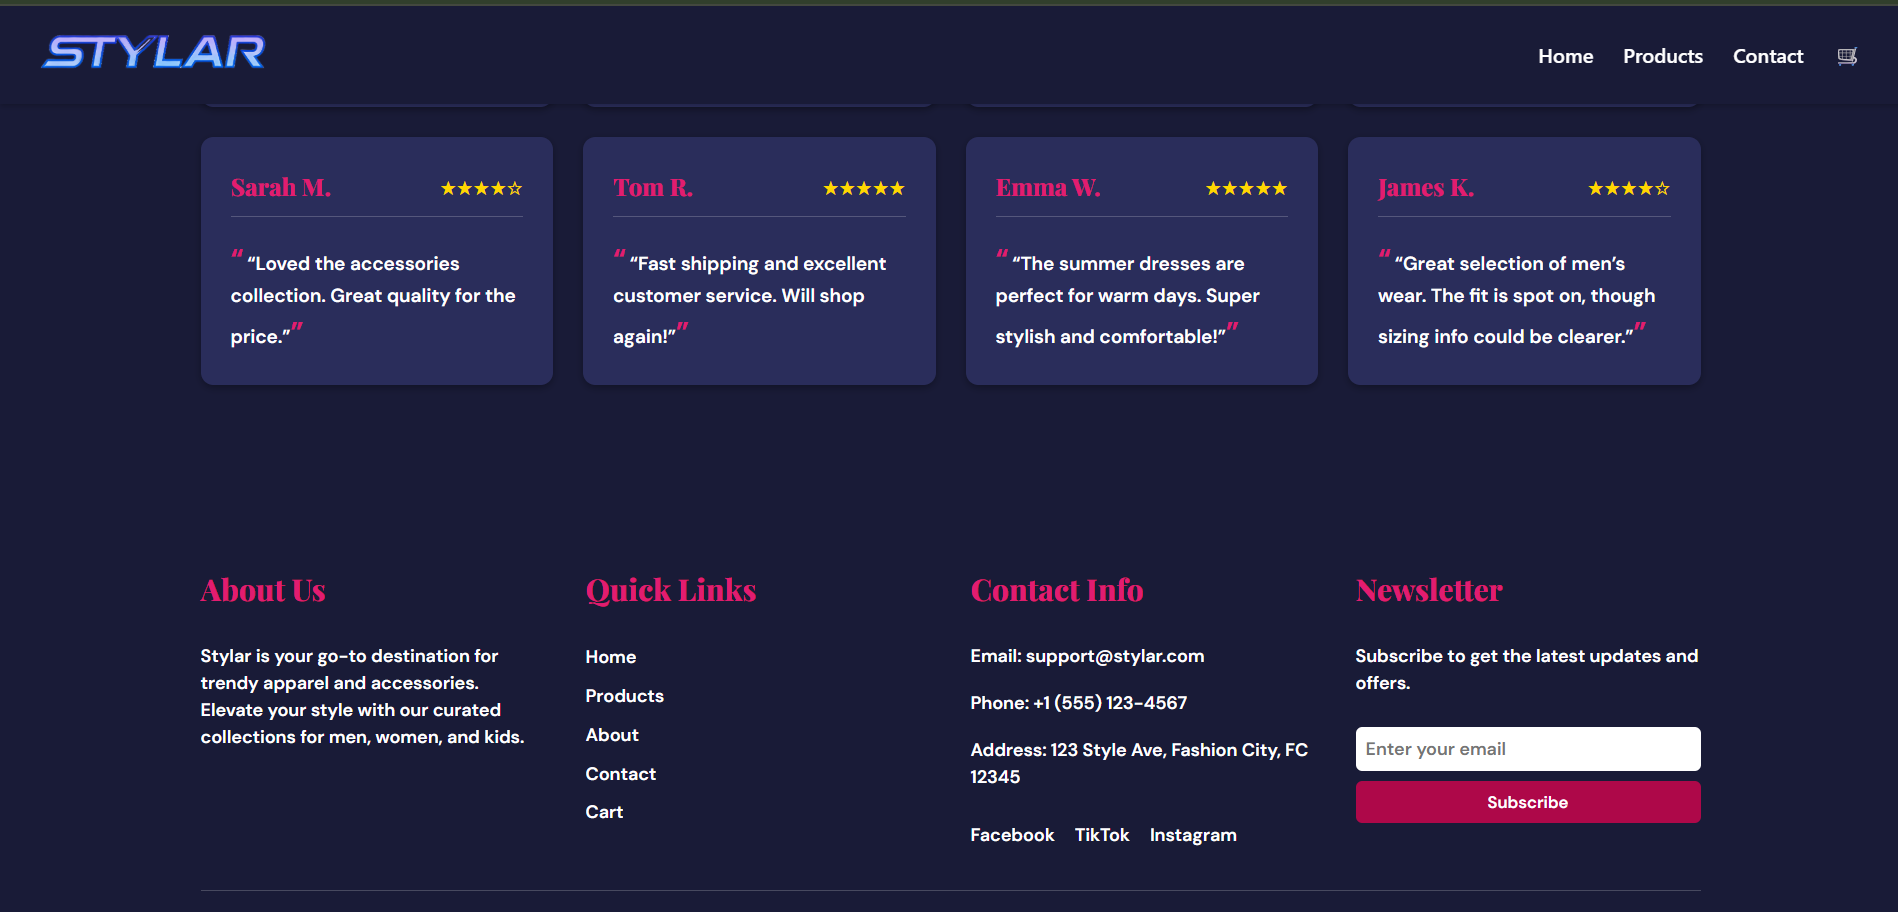 STYLAR
Home Products Contact
Sarah M. ★★★★☆
“ “Loved the accessories
collection. Great quality for the
price.””
Tom R. ★★★★★
“ “Fast shipping and excellent
customer service. Will shop
again!””
Emma W. ★★★★★
“ “The summer dresses are
perfect for warm days. Super
stylish and comfortable!””
James K. ★★★★☆
“ “Great selection of men’s
wear. The fit is spot on, though
sizing info could be clearer.””
About Us
Stylar is your go-to destination for
trendy apparel and accessories.
Elevate your style with our curated
collections for men, women, and kids.
Quick Links
Home
Products
About
Contact
Cart
Contact Info
Email: support@stylar.com
Phone: +1 (555) 123-4567
Address: 123 Style Ave, Fashion City, FC
12345
Facebook TikTok Instagram
Newsletter
Subscribe to get the latest updates and
offers.
Enter your email
Subscribe